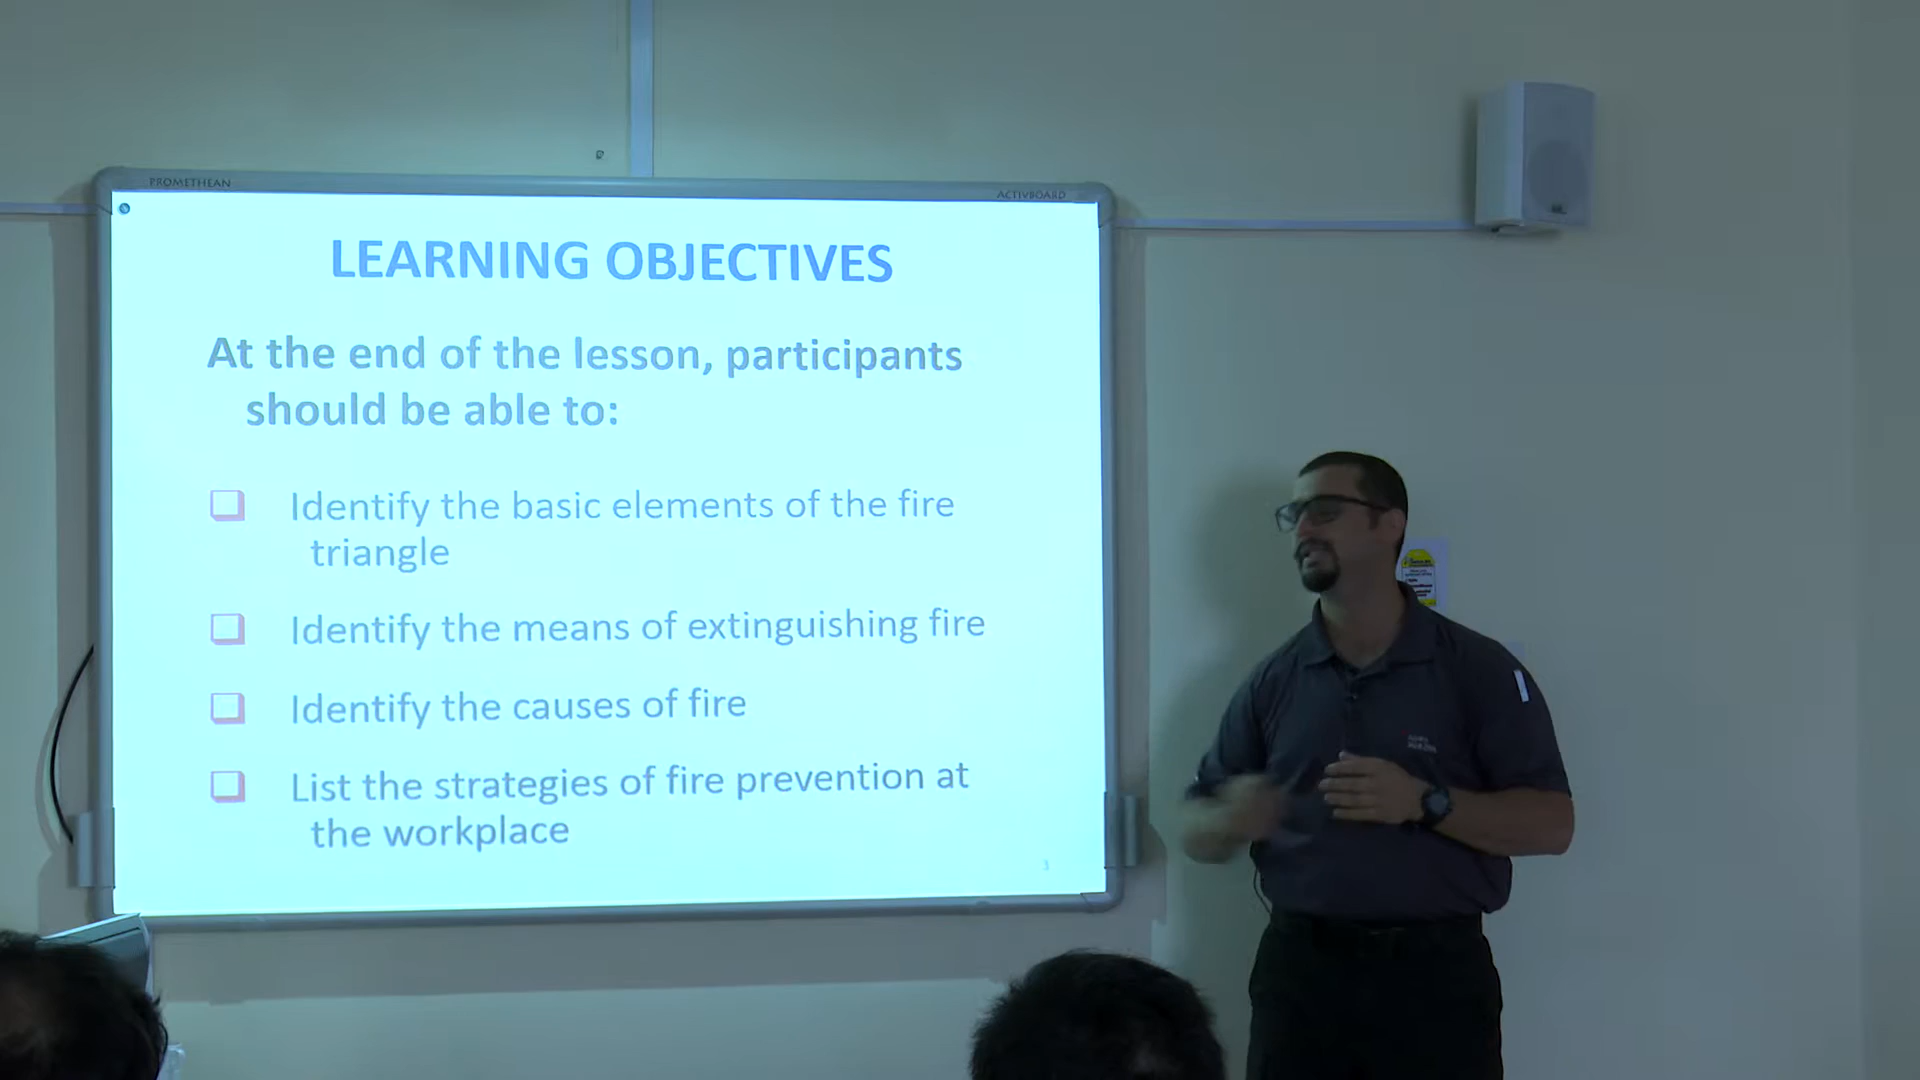 PROMETHEAN
ACTIVBOARD
LEARNING OBJECTIVES
At the end of the lesson, participants
should be able to:
Identify the basic elements of the fire
triangle
Identify the means of extinguishing fire
Identify the causes of fire
List the strategies of fire prevention at
the workplace
3